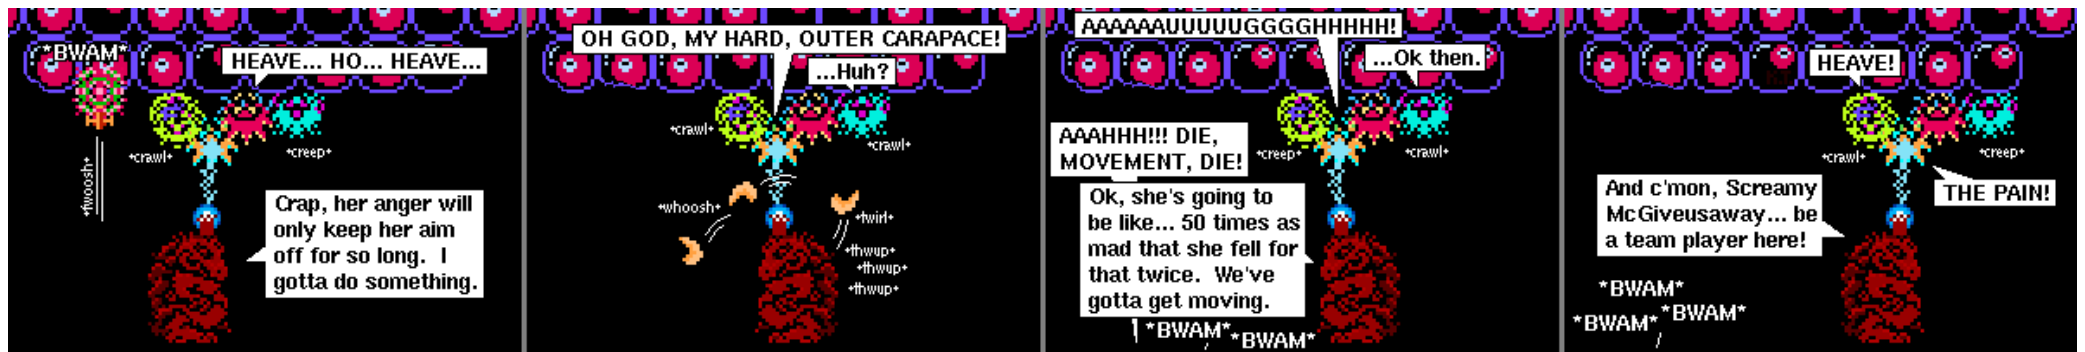 *BWAM*
HEAVE... HO... HEAVE...
*crawl*
*creep*
*fwoosh*
Crap, her anger will
only keep her aim
off for so long. I
gotta do something.
OH GOD, MY HARD, OUTER CARAPACE!
...Huh?
*crawl*
*crawl*
*whoosh*
*twirl*
*thwup*
*thwup*
*thwup*
AAAAAAUUUUUGGGGHHHHH!
...Ok then.
AAAHHH!!! DIE,
MOVEMENT, DIE!
*creep*
*crawl*
Ok, she's going to
be like... 50 times as
mad that she fell for
that twice. We've
gotta get moving.
*BWAM*
*BWAM*
HEAVE!
*crawl*
*creep*
THE PAIN!
And c'mon, Screamy
McGiveusaway... be
a team player here!
*BWAM*
*BWAM*
*BWAM*